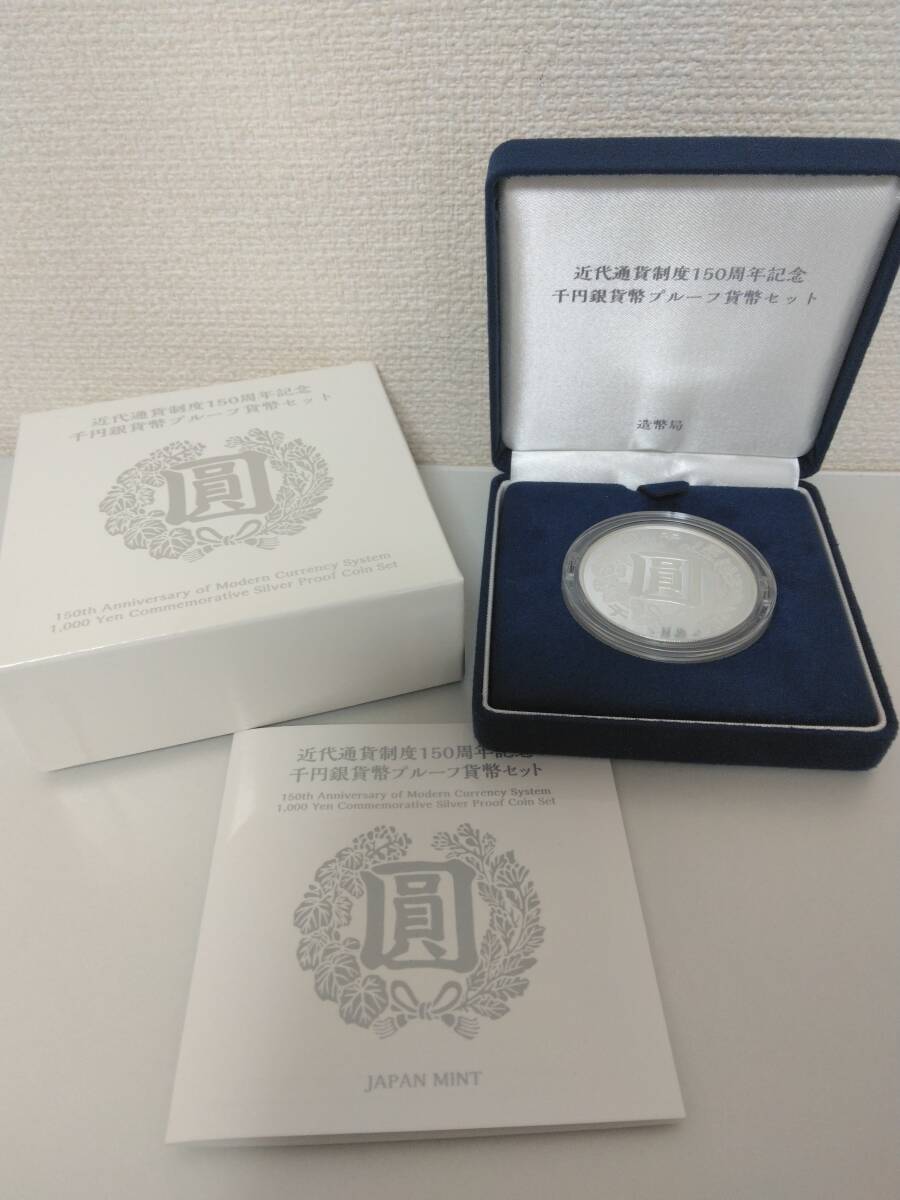 近代通貨制度150周年記念
千円銀貨幣プルーフ貨幣セット
造幣局
圓
近代通貨制度150周年記念
千円銀貨幣プルーフ貨幣セット
圓
150th Anniversary of Modern Currency System
1,000 Yen Commemorative Silver Proof Coin Set
近代通貨制度150周年記念
千円銀貨幣プルーフ貨幣セット
150th Anniversary of Modern Currency System
1,000 Yen Commemorative Silver Proof Coin Set
圓
JAPAN MINT